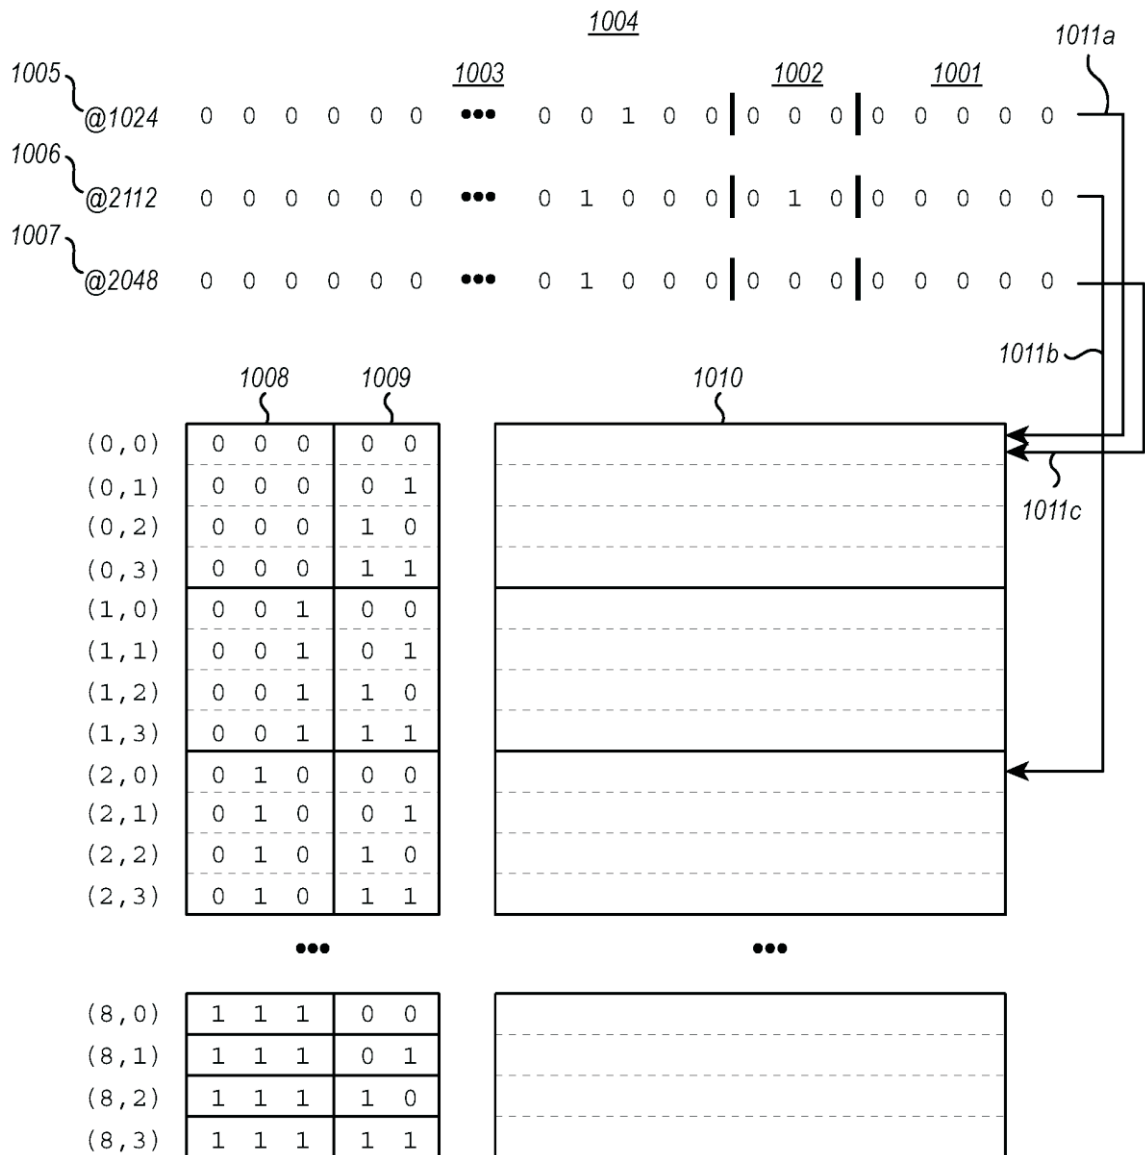 1004
1011a
1005 1003 1002 1001
@1024 0 0 0 0 0 0 ••• 0 0 1 0 0 | 0 0 0 | 0 0 0 0 0
1006
@2112 0 0 0 0 0 0 ••• 0 1 0 0 0 | 0 1 0 | 0 0 0 0 0
1007
@2048 0 0 0 0 0 0 ••• 0 1 0 0 0 | 0 0 0 | 0 0 0 0 0
1011b
1008 1009 1010
(0,0) 0 0 0 0 0
(0,1) 0 0 0 0 1
1011c
(0,2) 0 0 0 1 0
(0,3) 0 0 0 1 1
(1,0) 0 0 1 0 0
(1,1) 0 0 1 0 1
(1,2) 0 0 1 1 0
(1,3) 0 0 1 1 1
(2,0) 0 1 0 0 0
(2,1) 0 1 0 0 1
(2,2) 0 1 0 1 0
(2,3) 0 1 0 1 1
••• •••
(8,0) 1 1 1 0 0
(8,1) 1 1 1 0 1
(8,2) 1 1 1 1 0
(8,3) 1 1 1 1 1